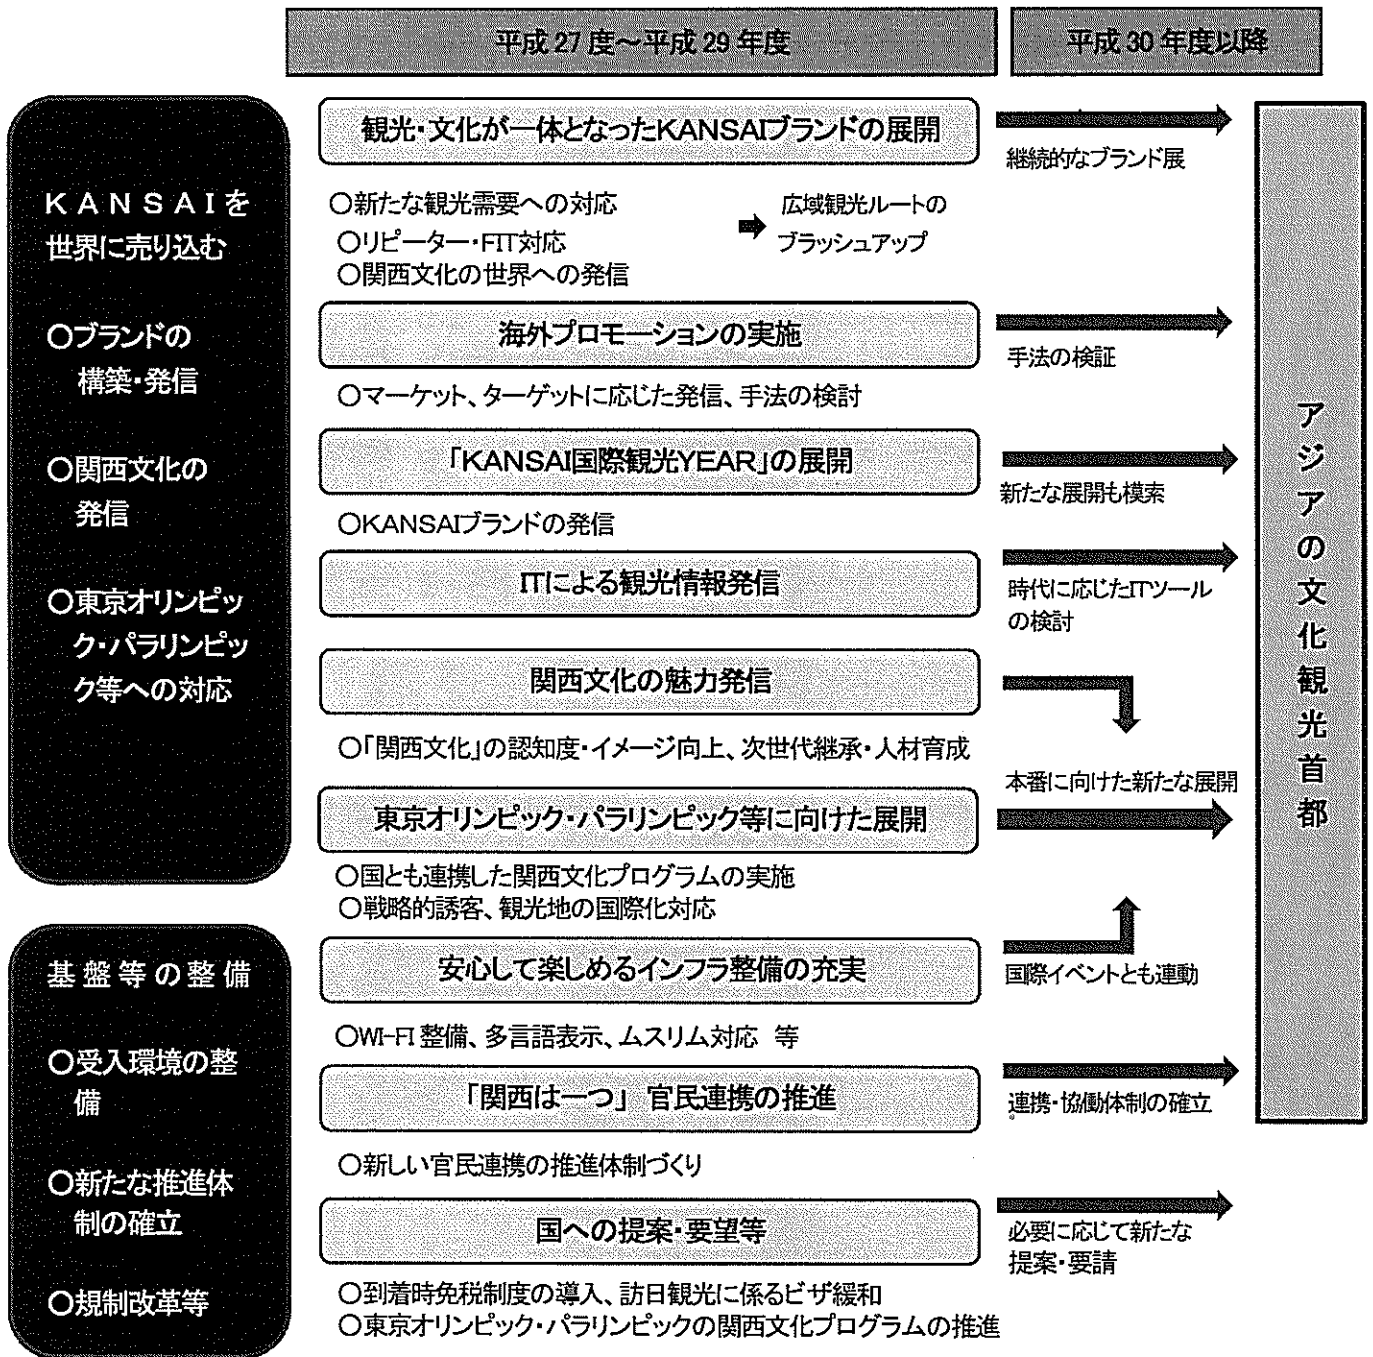 平成27度～平成29年度
平成30年度以降
KANSAIを
世界に売り込む
○ブランドの
構築・発信
○関西文化の
発信
○東京オリンピッ
ク・パラリンピッ
ク等への対応
観光・文化が一体となったKANSAIブランドの展開
継続的なブランド展
○新たな観光需要への対応
○リピーター・FIT対応
○関西文化の世界への発信
広域観光ルートの
ブラッシュアップ
海外プロモーションの実施
手法の検証
○マーケット、ターゲットに応じた発信、手法の検討
「KANSAI国際観光YEAR」の展開
新たな展開も模索
○KANSAIブランドの発信
ITによる観光情報発信
時代に応じたITツール
の検討
関西文化の魅力発信
○「関西文化」の認知度・イメージ向上、次世代継承・人材育成
本番に向けた新たな展開
東京オリンピック・パラリンピック等に向けた展開
○国とも連携した関西文化プログラムの実施
○戦略的誘客、観光地の国際化対応
基盤等の整備
○受入環境の整
備
○新たな推進体
制の確立
○規制改革等
安心して楽しめるインフラ整備の充実
国際イベントとも連動
○WI-FI 整備、多言語表示、ムスリム対応 等
「関西は一つ」 官民連携の推進
連携・協働体制の確立
○新しい官民連携の推進体制づくり
国への提案・要望等
必要に応じて新たな
提案・要請
○到着時免税制度の導入、訪日観光に係るビザ緩和
○東京オリンピック・パラリンピックの関西文化プログラムの推進
アジアの文化観光首都